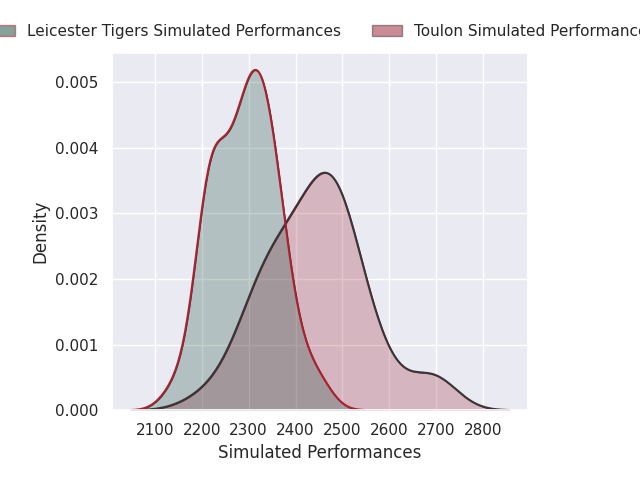 Leicester Tigers Simulated Performances
Toulon Simulated Performance
0.005
0.004
0.003
0.002
0.001
0.000
Density
2100 2200 2300 2400 2500 2600 2700 2800
Simulated Performances